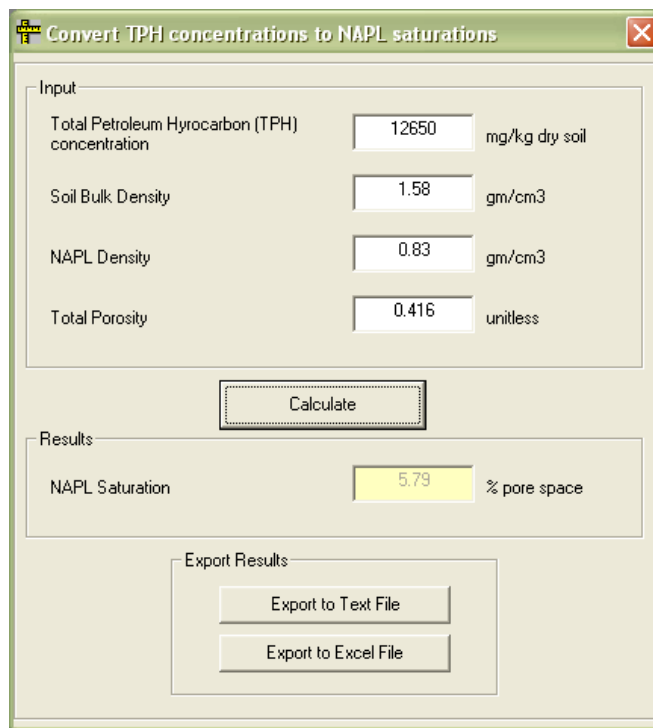 Convert TPH concentrations to NAPL saturations
Input
Total Petroleum Hyrocarbon (TPH)
concentration
12650
mg/kg dry soil
Soil Bulk Density
1.58
gm/cm3
NAPL Density
0.83
gm/cm3
Total Porosity
0.416
unitless
Calculate
Results
NAPL Saturation
5.79
% pore space
Export Results
Export to Text File
Export to Excel File